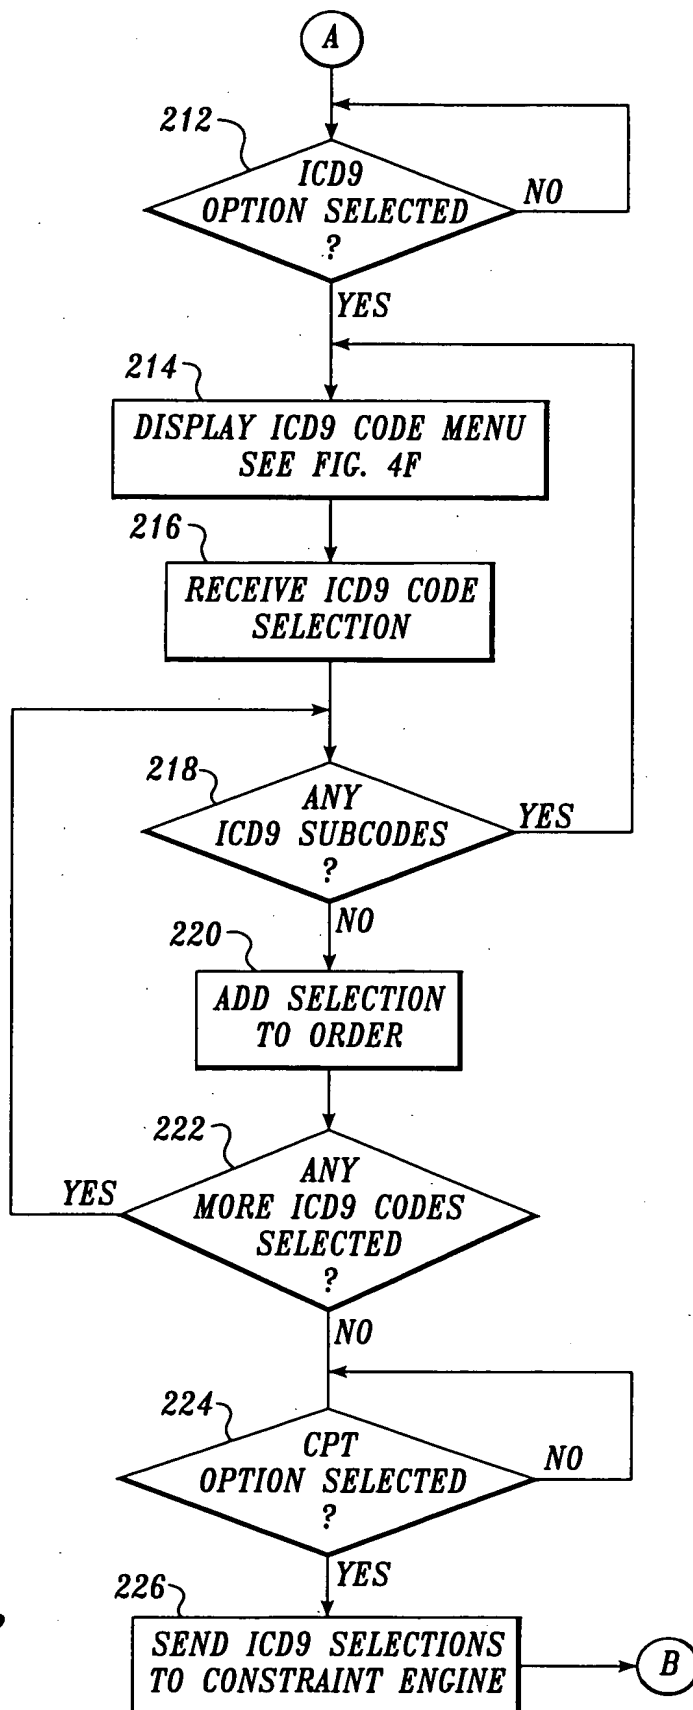 A
212
ICD9
OPTION SELECTED
?
NO
YES
214
DISPLAY ICD9 CODE MENU
SEE FIG. 4F
216
RECEIVE ICD9 CODE
SELECTION
218
ANY
ICD9 SUBCODES
?
YES
NO
220
ADD SELECTION
TO ORDER
222
ANY
MORE ICD9 CODES
SELECTED
?
YES
NO
224
CPT
OPTION SELECTED
?
NO
YES
226
SEND ICD9 SELECTIONS
TO CONSTRAINT ENGINE
B